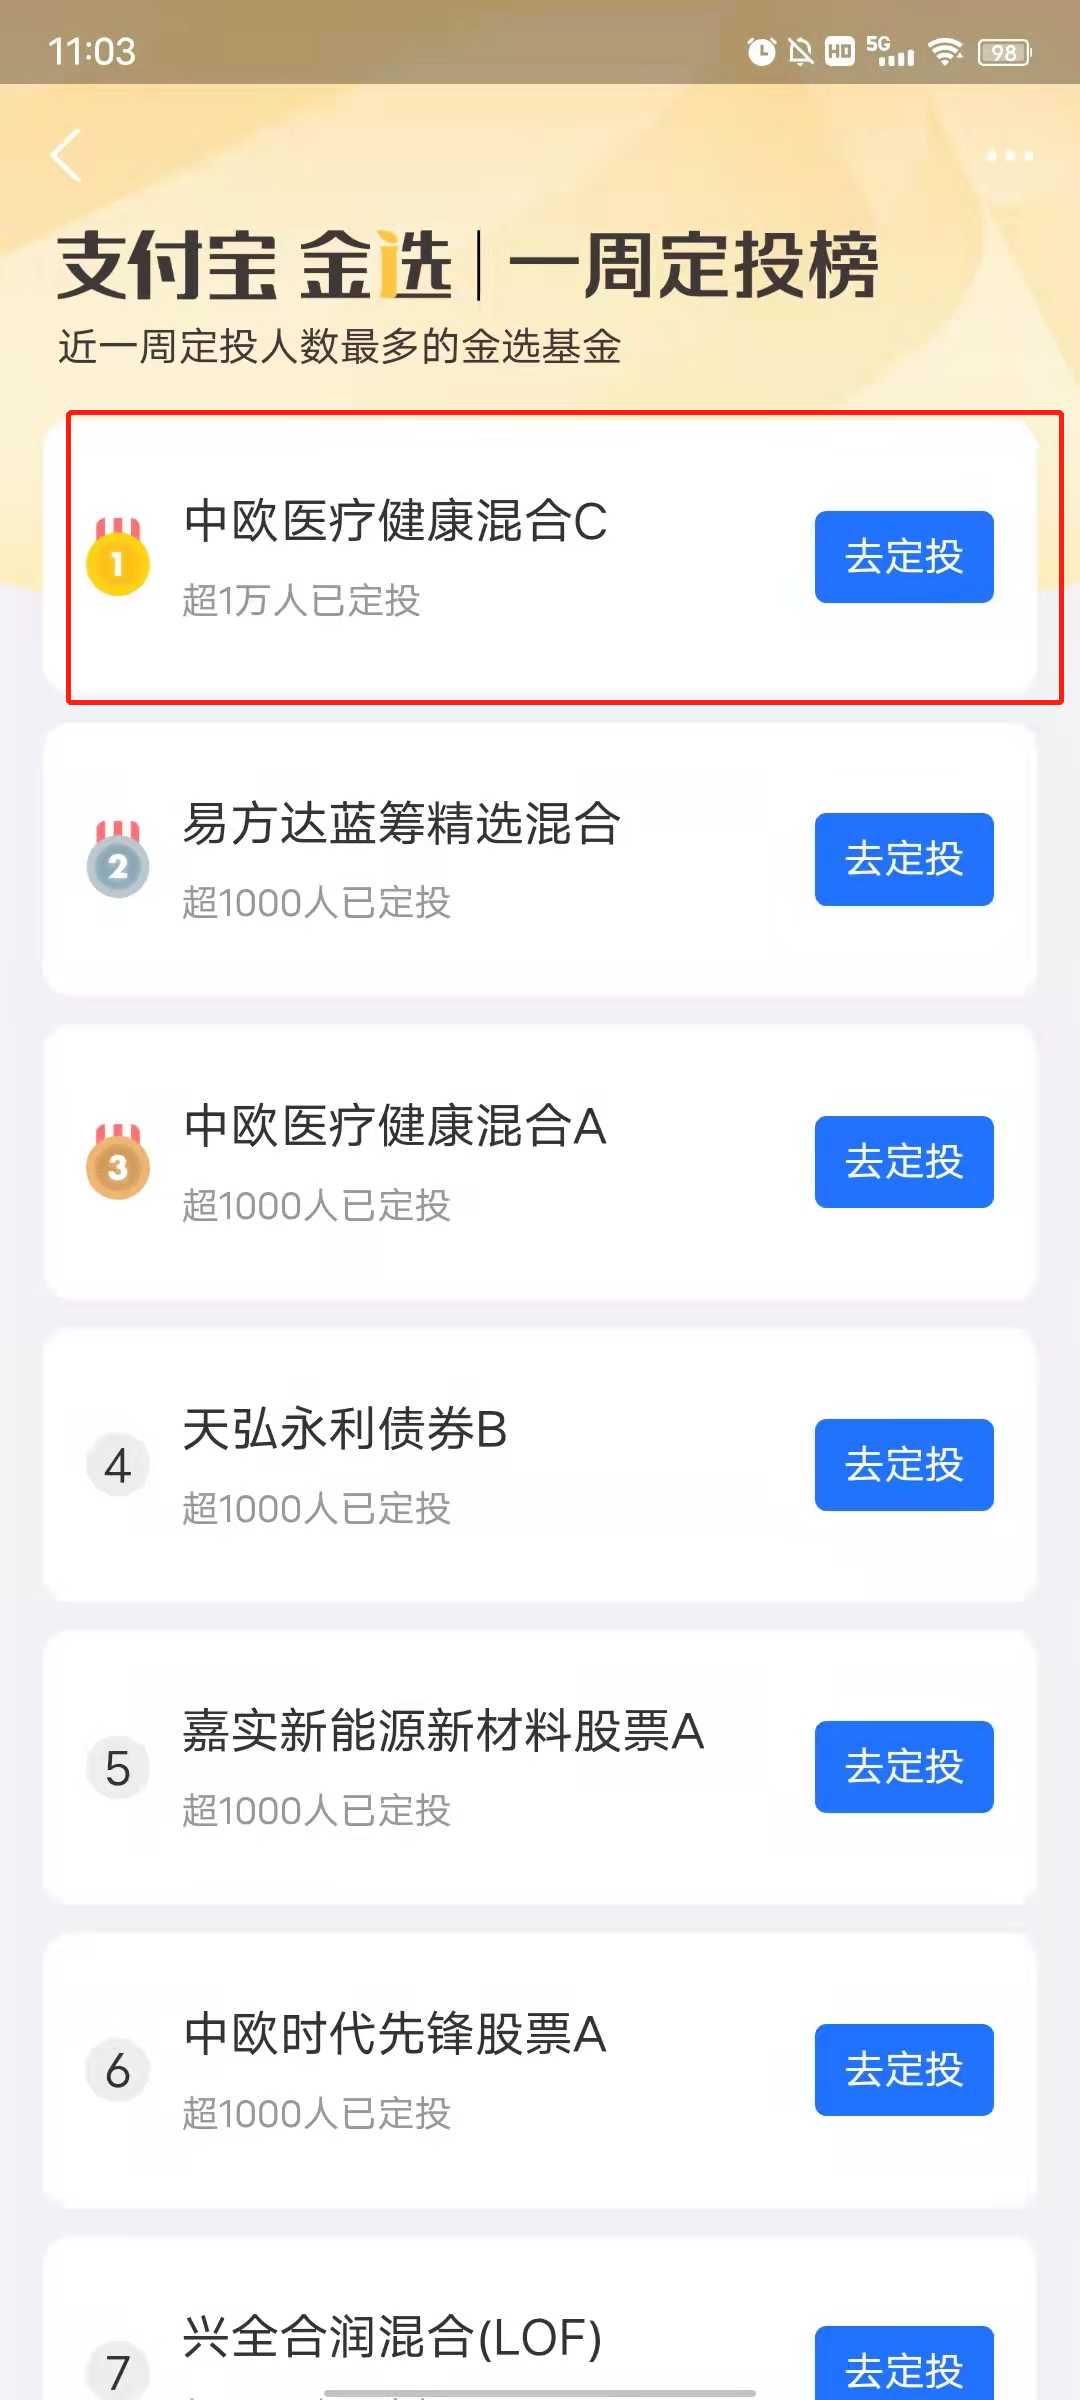 11:03
HD 5G 98
支付宝 金选 | 一周定投榜
近一周定投人数最多的金选基金
1
中欧医疗健康混合C
超1万人已定投
去定投
2
易方达蓝筹精选混合
超1000人已定投
去定投
3
中欧医疗健康混合A
超1000人已定投
去定投
4
天弘永利债券B
超1000人已定投
去定投
5
嘉实新能源新材料股票A
超1000人已定投
去定投
6
中欧时代先锋股票A
超1000人已定投
去定投
7
兴全合润混合(LOF)
去定投